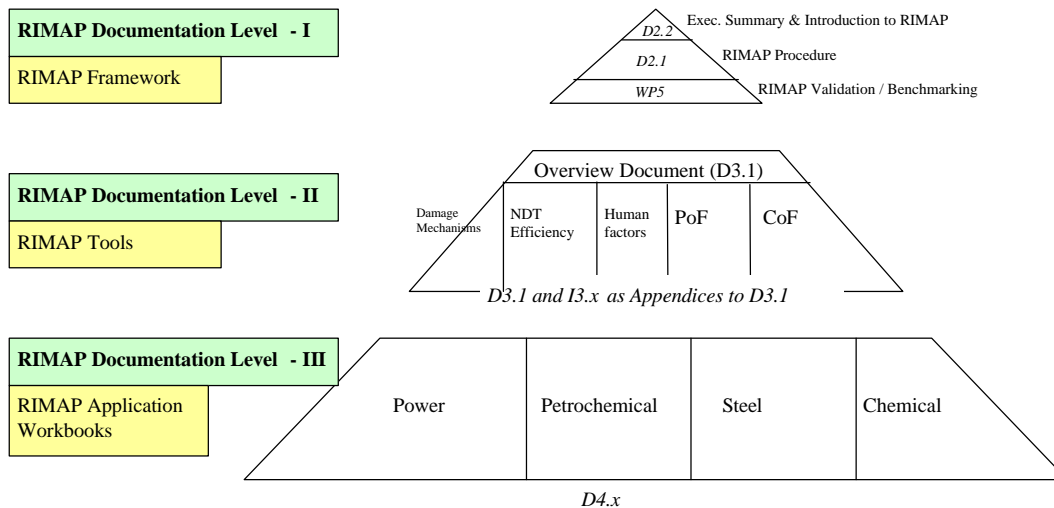 RIMAP Documentation Level - I
RIMAP Framework
Exec. Summary & Introduction to RIMAP
D2.2
D2.1
RIMAP Procedure
WP5
RIMAP Validation / Benchmarking
RIMAP Documentation Level - II
RIMAP Tools
Overview Document (D3.1)
Damage
Mechanisms
NDT
Efficiency
Human
factors
PoF
CoF
D3.1 and I3.x as Appendices to D3.1
RIMAP Documentation Level - III
RIMAP Application
Workbooks
Power
Petrochemical
Steel
Chemical
D4.x